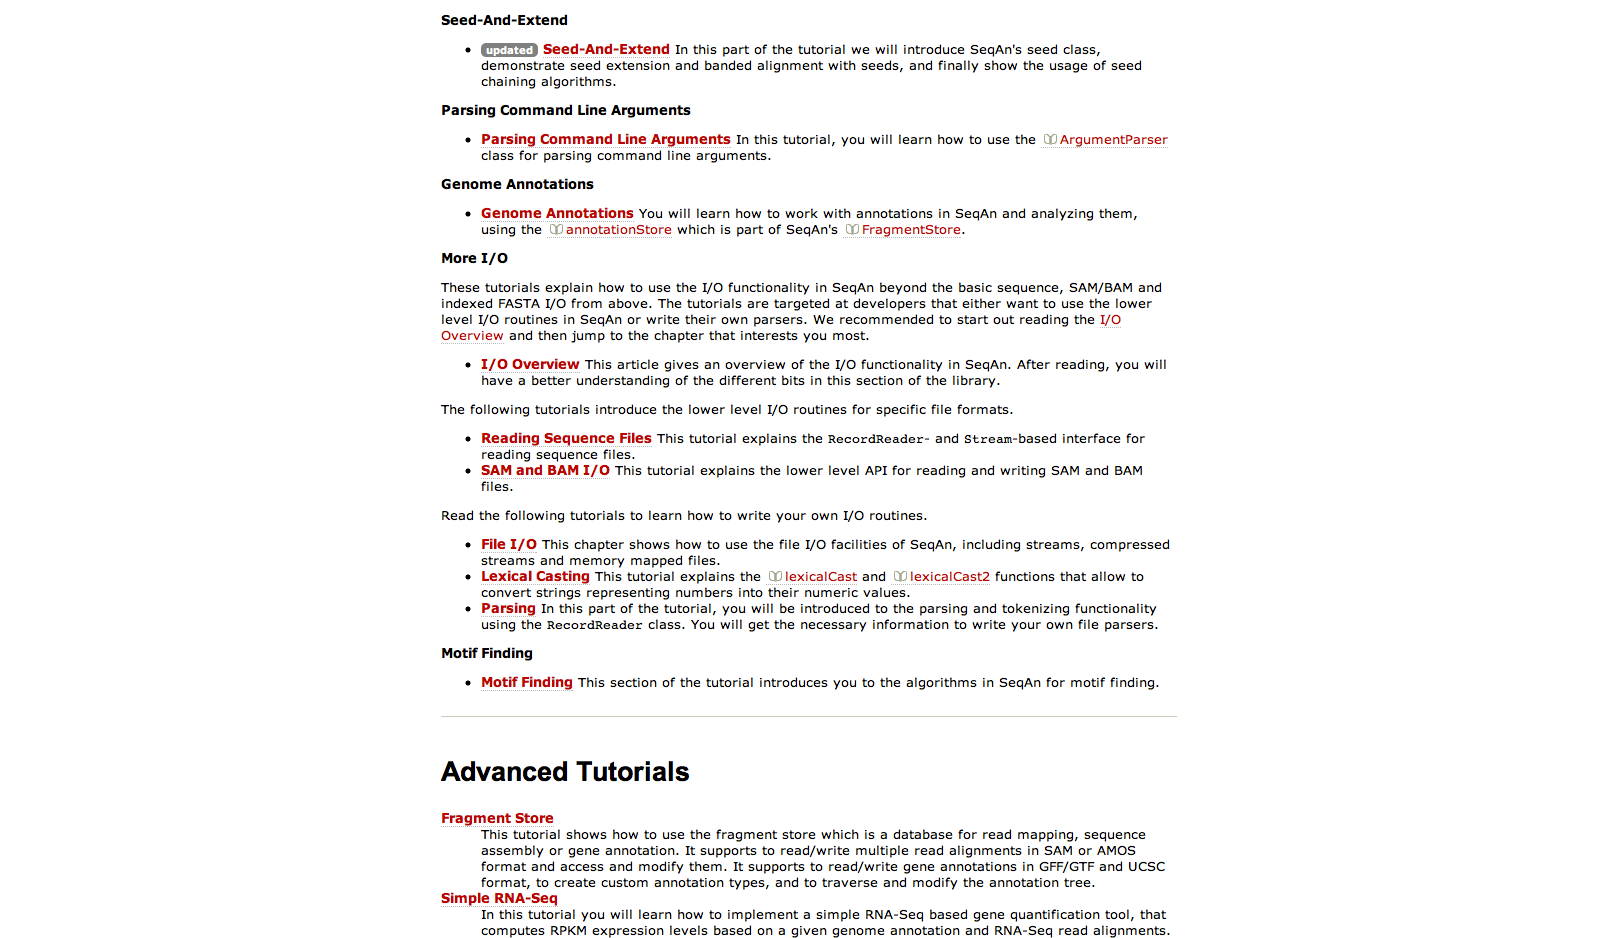 Seed-And-Extend
updated Seed-And-Extend In this part of the tutorial we will introduce SeqAn's seed class,
demonstrate seed extension and banded alignment with seeds, and finally show the usage of seed
chaining algorithms.
Parsing Command Line Arguments
Parsing Command Line Arguments In this tutorial, you will learn how to use the ArgumentParser
class for parsing command line arguments.
Genome Annotations
Genome Annotations You will learn how to work with annotations in SeqAn and analyzing them,
using the annotationStore which is part of SeqAn's FragmentStore.
More I/O
These tutorials explain how to use the I/O functionality in SeqAn beyond the basic sequence, SAM/BAM and
indexed FASTA I/O from above. The tutorials are targeted at developers that either want to use the lower
level I/O routines in SeqAn or write their own parsers. We recommended to start out reading the I/O
Overview and then jump to the chapter that interests you most.
I/O Overview This article gives an overview of the I/O functionality in SeqAn. After reading, you will
have a better understanding of the different bits in this section of the library.
The following tutorials introduce the lower level I/O routines for specific file formats.
Reading Sequence Files This tutorial explains the RecordReader- and Stream-based interface for
reading sequence files.
SAM and BAM I/O This tutorial explains the lower level API for reading and writing SAM and BAM
files.
Read the following tutorials to learn how to write your own I/O routines.
File I/O This chapter shows how to use the file I/O facilities of SeqAn, including streams, compressed
streams and memory mapped files.
Lexical Casting This tutorial explains the lexicalCast and lexicalCast2 functions that allow to
convert strings representing numbers into their numeric values.
Parsing In this part of the tutorial, you will be introduced to the parsing and tokenizing functionality
using the RecordReader class. You will get the necessary information to write your own file parsers.
Motif Finding
Motif Finding This section of the tutorial introduces you to the algorithms in SeqAn for motif finding.
Advanced Tutorials
Fragment Store
This tutorial shows how to use the fragment store which is a database for read mapping, sequence
assembly or gene annotation. It supports to read/write multiple read alignments in SAM or AMOS
format and access and modify them. It supports to read/write gene annotations in GFF/GTF and UCSC
format, to create custom annotation types, and to traverse and modify the annotation tree.
Simple RNA-Seq
In this tutorial you will learn how to implement a simple RNA-Seq based gene quantification tool, that
computes RPKM expression levels based on a given genome annotation and RNA-Seq read alignments.